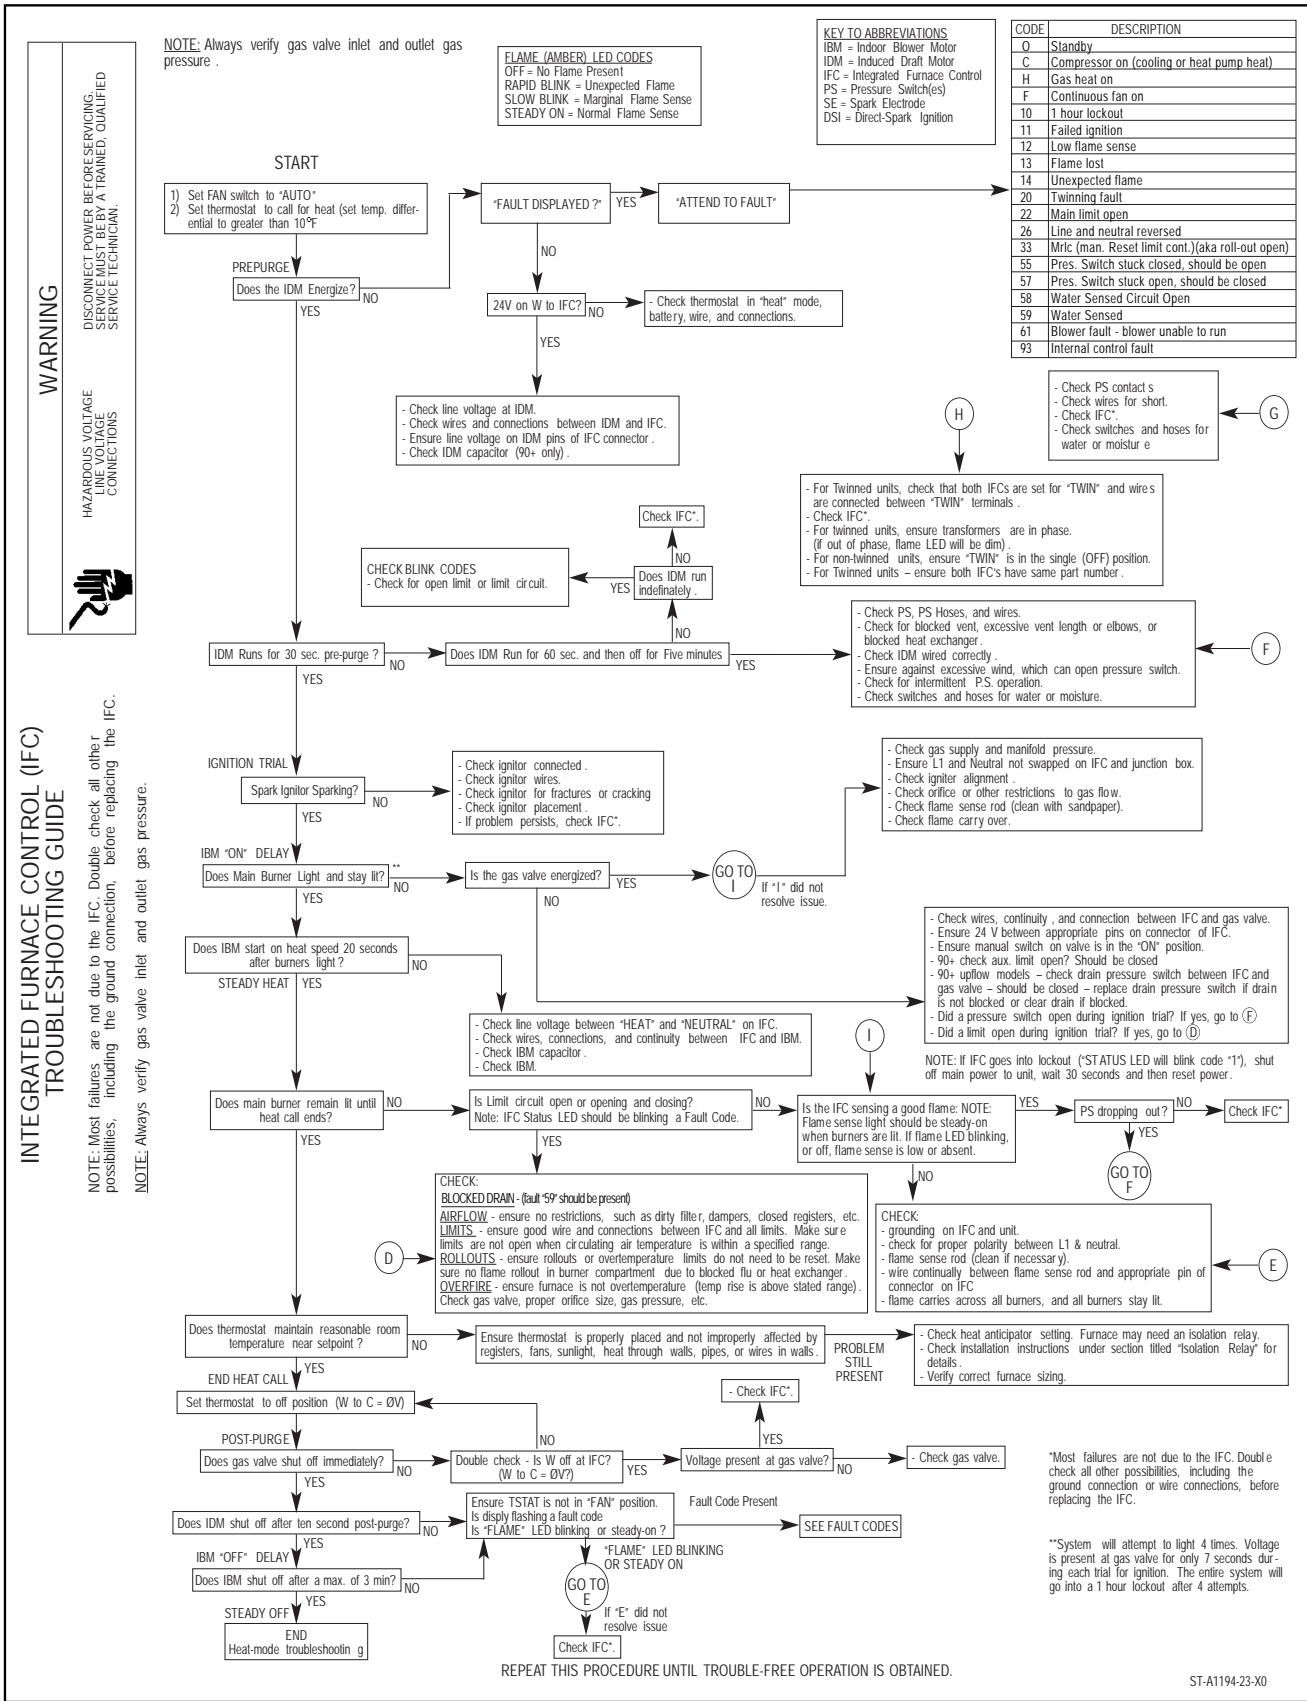 WARNING
HAZARDOUS VOLTAGE
LINE VOLTAGE
CONNECTIONS
DISCONNECT POWER BEFORE SERVICING.
SERVICE MUST BE BY A TRAINED, QUALIFIED
SERVICE TECHNICIAN.
INTEGRATED FURNACE CONTROL (IFC)
TROUBLESHOOTING GUIDE
NOTE: Most failures are not due to the IFC. Double check all other
possibilities, including the ground connection, before replacing the IFC.
NOTE: Always verify gas valve inlet and outlet gas pressure.
NOTE: Always verify gas valve inlet and outlet gas
pressure .
FLAME (AMBER) LED CODES
OFF = No Flame Present
RAPID BLINK = Unexpected Flame
SLOW BLINK = Marginal Flame Sense
STEADY ON = Normal Flame Sense
KEY TO ABBREVIATIONS
IBM = Indoor Blower Motor
IDM = Induced Draft Motor
IFC = Integrated Furnace Control
PS = Pressure Switch(es)
SE = Spark Electrode
DSI = Direct-Spark Ignition
CODE DESCRIPTION
O Standby
C Compressor on (cooling or heat pump heat)
H Gas heat on
F Continuous fan on
10 1 hour lockout
11 Failed ignition
12 Low flame sense
13 Flame lost
14 Unexpected flame
20 Twinning fault
22 Main limit open
26 Line and neutral reversed
33 Mrlc (man. Reset limit cont.)(aka roll-out open)
55 Pres. Switch stuck closed, should be open
57 Pres. Switch stuck open, should be closed
58 Water Sensed Circuit Open
59 Water Sensed
61 Blower fault - blower unable to run
93 Internal control fault
START
1) Set FAN switch to "AUTO"
2) Set thermostat to call for heat (set temp. differ-
ential to greater than 10°F
"FAULT DISPLAYED ?"
YES
"ATTEND TO FAULT"
NO
PREPURGE
Does the IDM Energize?
NO
YES
24V on W to IFC?
NO
- Check thermostat in "heat" mode,
battery, wire, and connections.
YES
- Check line voltage at IDM.
- Check wires and connections between IDM and IFC.
- Ensure line voltage on IDM pins of IFC connector .
- Check IDM capacitor (90+ only) .
- Check PS contact s
- Check wires for short.
- Check IFC*.
- Check switches and hoses for
water or moistur e
G
H
- For Twinned units, check that both IFCs are set for "TWIN" and wires
are connected between "TWIN" terminals .
- Check IFC*.
- For twinned units, ensure transformers are in phase.
(if out of phase, flame LED will be dim) .
- For non-twinned units, ensure "TWIN" is in the single (OFF) position.
- For Twinned units – ensure both IFC's have same part number .
Check IFC*.
NO
CHECK BLINK CODES
- Check for open limit or limit circuit.
YES
Does IDM run
indefinately .
NO
IDM Runs for 30 sec. pre-purge ?
NO
Does IDM Run for 60 sec. and then off for Five minutes
YES
- Check PS, PS Hoses, and wires.
- Check for blocked vent, excessive vent length or elbows, or
blocked heat exchanger .
- Check IDM wired correctly .
- Ensure against excessive wind, which can open pressure switch.
- Check for intermittent P.S. operation.
- Check switches and hoses for water or moisture.
F
YES
IGNITION TRIAL
Spark Ignitor Sparking?
NO
- Check ignitor connected .
- Check ignitor wires.
- Check ignitor for fractures or cracking
- Check ignitor placement .
- If problem persists, check IFC*.
YES
- Check gas supply and manifold pressure.
- Ensure L1 and Neutral not swapped on IFC and junction box.
- Check igniter alignment .
- Check orifice or other restrictions to gas flow.
- Check flame sense rod (clean with sandpaper).
- Check flame carry over.
IBM "ON" DELAY
Does Main Burner Light and stay lit?
**
NO
Is the gas valve energized?
YES
GO TO
I
If "I" did not
resolve issue.
YES
NO
- Check wires, continuity , and connection between IFC and gas valve.
- Ensure 24 V between appropriate pins on connector of IFC.
- Ensure manual switch on valve is in the "ON" position.
- 90+ check aux. limit open? Should be closed
- 90+ upflow models – check drain pressure switch between IFC and
gas valve – should be closed – replace drain pressure switch if drain
is not blocked or clear drain if blocked.
- Did a pressure switch open during ignition trial? If yes, go to F
- Did a limit open during ignition trial? If yes, go to D
Does IBM start on heat speed 20 seconds
after burners light ?
NO
STEADY HEAT YES
- Check line voltage between "HEAT" and "NEUTRAL" on IFC.
- Check wires, connections, and continuity between IFC and IBM.
- Check IBM capacitor .
- Check IBM.
I
NOTE: If IFC goes into lockout ("STATUS LED will blink code "1"), shut
off main power to unit, wait 30 seconds and then reset power.
Does main burner remain lit until
heat call ends?
NO
Is Limit circuit open or opening and closing?
Note: IFC Status LED should be blinking a Fault Code.
NO
Is the IFC sensing a good flame: NOTE:
Flame sense light should be steady-on
when burners are lit. If flame LED blinking,
or off, flame sense is low or absent.
YES
PS dropping out?
NO
Check IFC*
YES
GO TO
F
YES
YES
NO
CHECK:
BLOCKED DRAIN - (fault "59" should be present)
AIRFLOW - ensure no restrictions, such as dirty filter, dampers, closed registers, etc.
LIMITS - ensure good wire and connections between IFC and all limits. Make sure
limits are not open when circulating air temperature is within a specified range.
ROLLOUTS - ensure rollouts or overtemperature limits do not need to be reset. Make
sure no flame rollout in burner compartment due to blocked flu or heat exchanger .
OVERFIRE - ensure furnace is not overtemperature (temp rise is above stated range) .
Check gas valve, proper orifice size, gas pressure, etc.
D
CHECK:
- grounding on IFC and unit.
- check for proper polarity between L1 & neutral.
- flame sense rod (clean if necessary).
- wire continually between flame sense rod and appropriate pin of
connector on IFC
- flame carries across all burners, and all burners stay lit.
E
Does thermostat maintain reasonable room
temperature near setpoint ?
NO
Ensure thermostat is properly placed and not improperly affected by
registers, fans, sunlight, heat through walls, pipes, or wires in walls .
PROBLEM
STILL
PRESENT
- Check heat anticipator setting. Furnace may need an isolation relay.
- Check installation instructions under section titled "Isolation Relay" for
details .
- Verify correct furnace sizing.
YES
END HEAT CALL
Set thermostat to off position (W to C = ØV)
- Check IFC*.
POST-PURGE
NO
YES
Does gas valve shut off immediately?
NO
Double check - Is W off at IFC?
(W to C = ØV?)
YES
Voltage present at gas valve?
NO
- Check gas valve.
YES
Does IDM shut off after ten second post-purge?
NO
Ensure TSTAT is not in "FAN" position.
Is disply flashing a fault code
Is "FLAME" LED blinking or steady-on ?
Fault Code Present
SEE FAULT CODES
YES
IBM "OFF" DELAY
Does IBM shut off after a max. of 3 min?
NO
"FLAME" LED BLINKING
OR STEADY ON
GO TO
E
If "E" did not
resolve issue
Check IFC*.
YES
STEADY OFF
END
Heat-mode troubleshootin g
*Most failures are not due to the IFC. Double
check all other possibilities, including the
ground connection or wire connections, before
replacing the IFC.
**System will attempt to light 4 times. Voltage
is present at gas valve for only 7 seconds dur-
ing each trial for ignition. The entire system will
go into a 1 hour lockout after 4 attempts.
REPEAT THIS PROCEDURE UNTIL TROUBLE-FREE OPERATION IS OBTAINED.
ST-A1194-23-X0